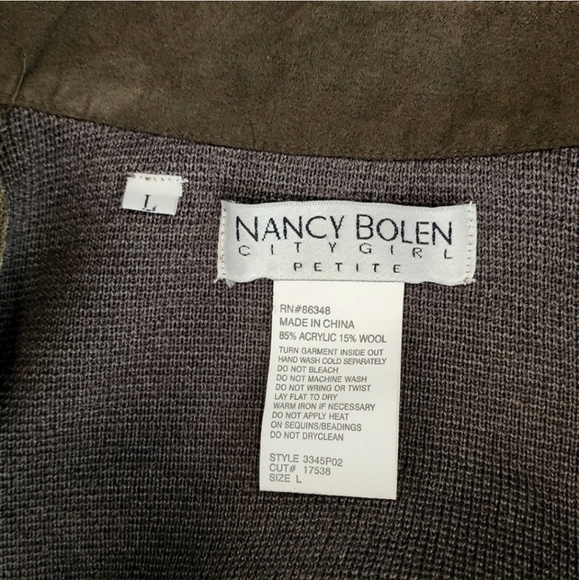 L
NANCY BOLEN
CITYGIRL
PETITE
RN#86348
MADE IN CHINA
85% ACRYLIC 15% WOOL
TURN GARMENT INSIDE OUT
HAND WASH COLD SEPARATELY
DO NOT BLEACH
DO NOT MACHINE WASH
DO NOT WRING OR TWIST
LAY FLAT TO DRY
WARM IRON IF NECESSARY
DO NOT APPLY HEAT
ON SEQUINS/BEADINGS
DO NOT DRYCLEAN
STYLE 3345P02
CUT# 17538
SIZE L